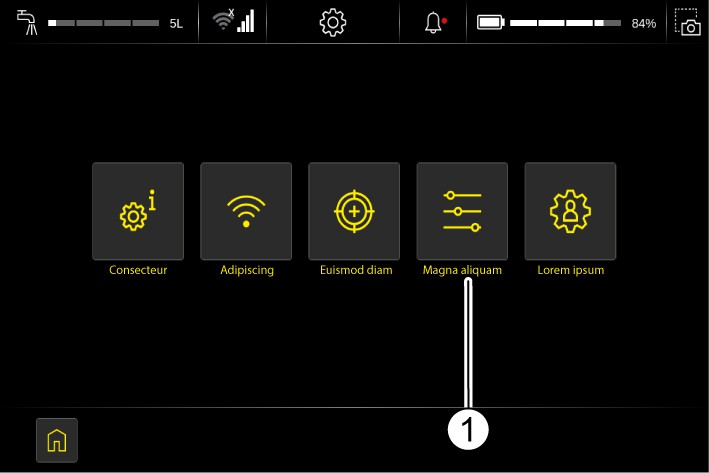 x
5L
84%
Consecteur
Adipiscing
Euismod diam
Magna aliquam
Lorem ipsum
1